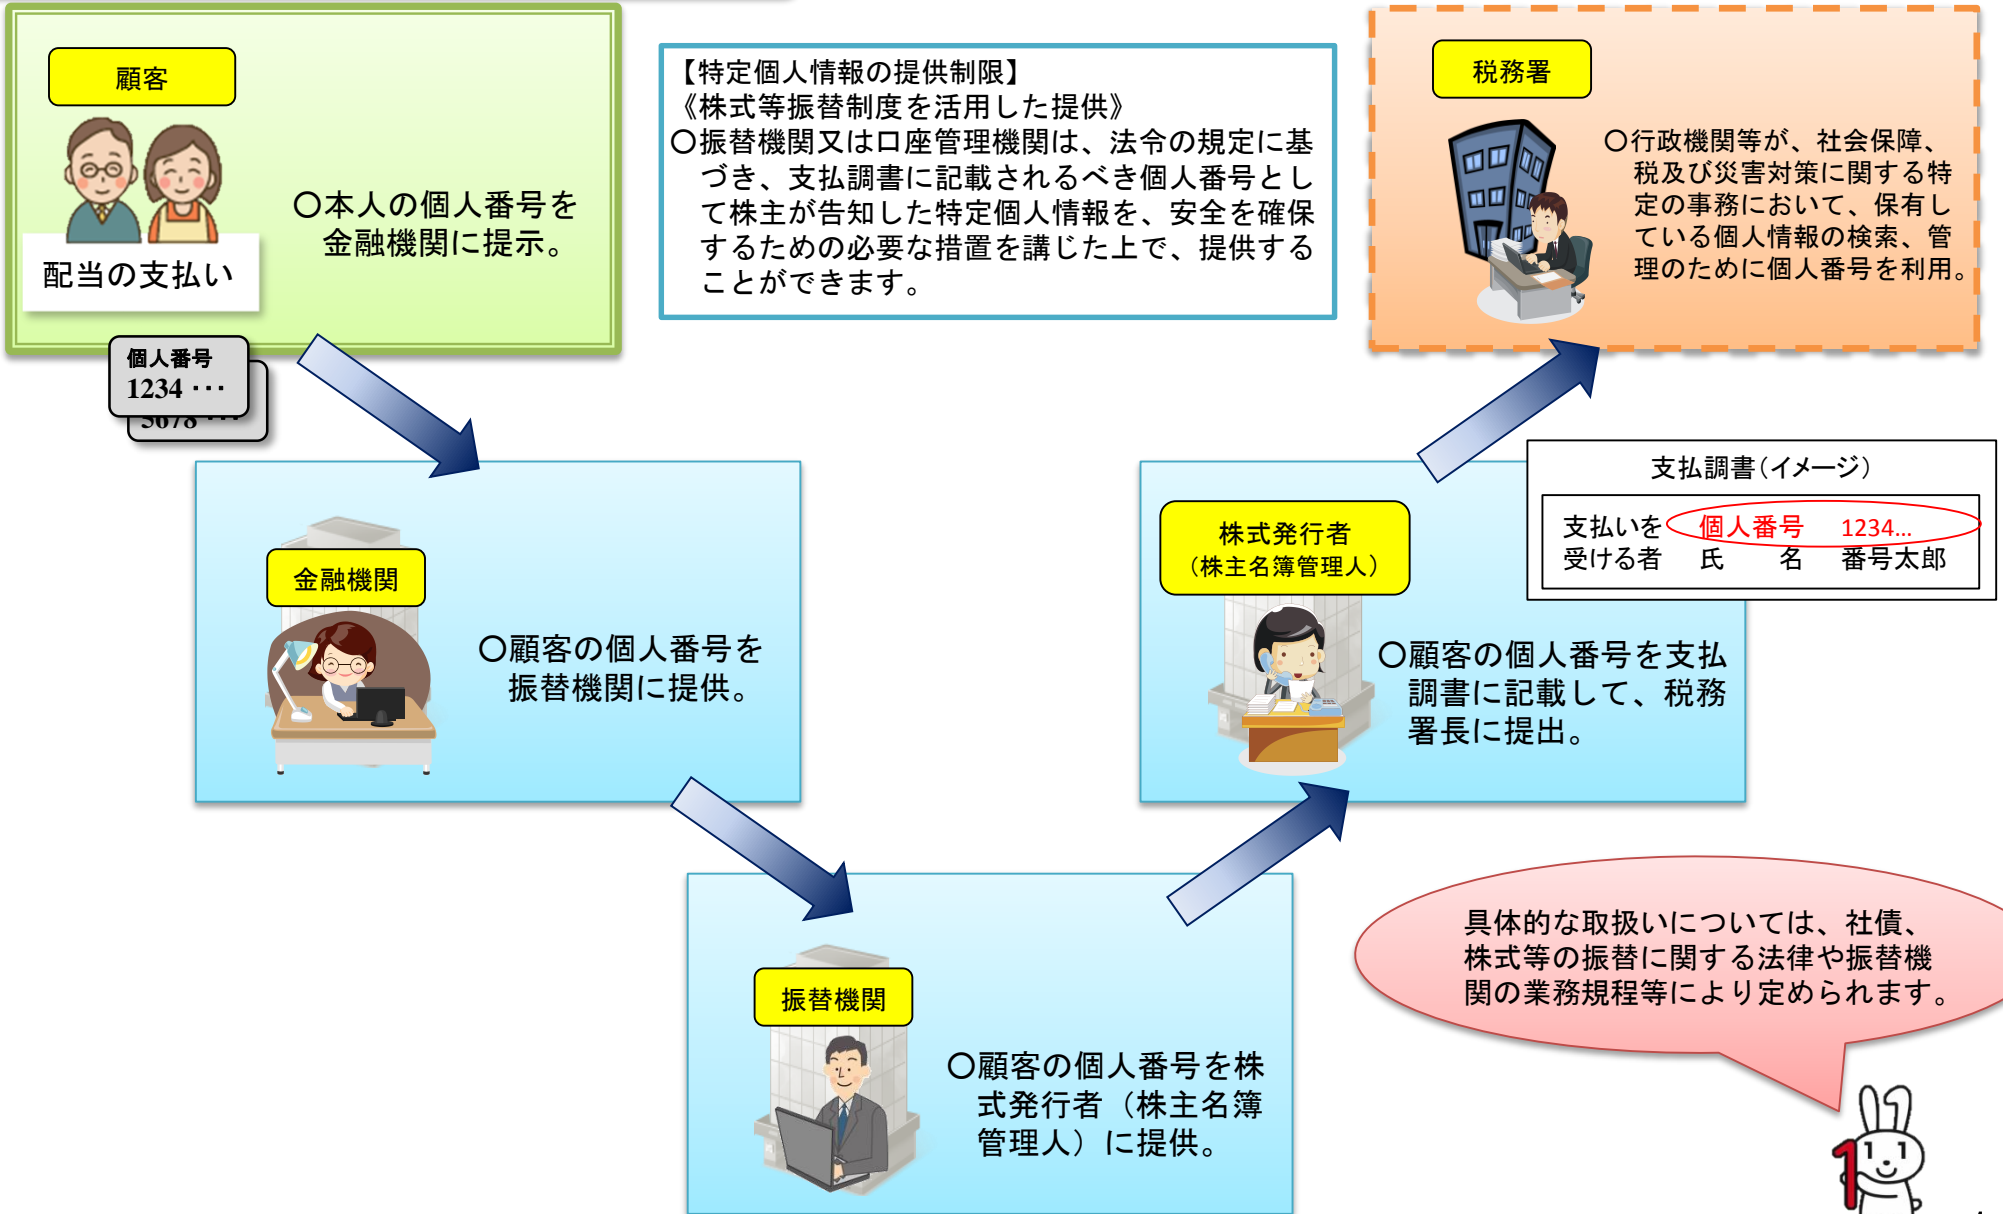 顧客
配当の支払い
〇本人の個人番号を
金融機関に提示。
個人番号
1234 ･･･
5678 ･･･
【特定個人情報の提供制限】
《株式等振替制度を活用した提供》
〇振替機関又は口座管理機関は、法令の規定に基
づき、支払調書に記載されるべき個人番号とし
て株主が告知した特定個人情報を、安全を確保
するための必要な措置を講じた上で、提供する
ことができます。
税務署
〇行政機関等が、社会保障、
税及び災害対策に関する特
定の事務において、保有し
ている個人情報の検索、管
理のために個人番号を利用。
金融機関
〇顧客の個人番号を
振替機関に提供。
株式発行者
（株主名簿管理人）
〇顧客の個人番号を支払
調書に記載して、税務
署長に提出。
支払調書（イメージ）
支払いを 個人番号 1234…
受ける者 氏 名 番号太郎
振替機関
〇顧客の個人番号を株
式発行者（株主名簿
管理人）に提供。
具体的な取扱いについては、社債、
株式等の振替に関する法律や振替機
関の業務規程等により定められます。
1